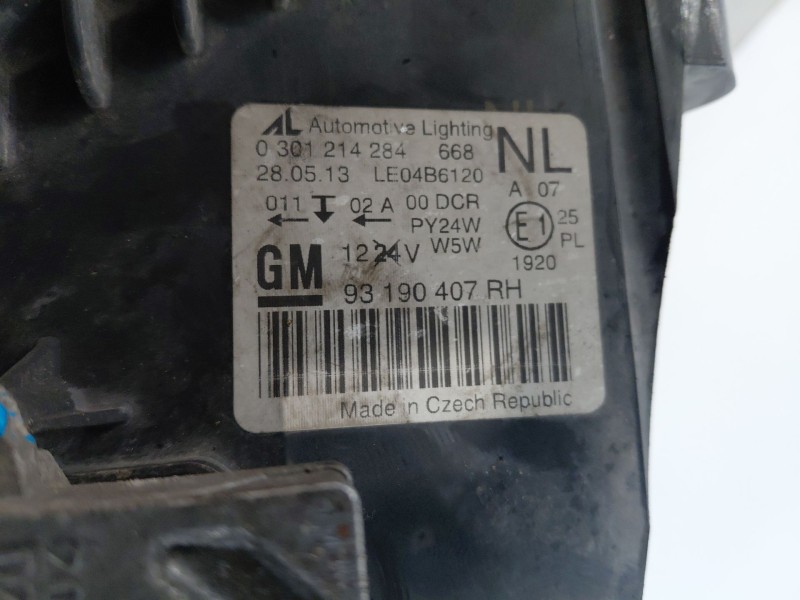 AL Automotive Lighting NL
0 301 214 284 668
28.05.13 LE04B6120 A 07
011 02 A 00 DCR E1 25
PY24W PL
GM 12 24V W5W 1920
93 190 407 RH
Made in Czech Republic